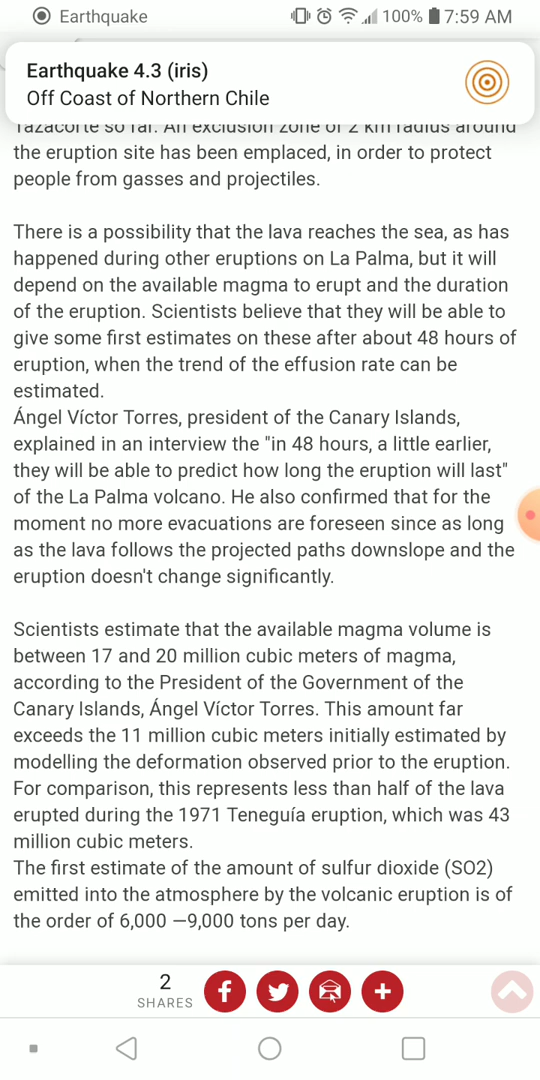 Earthquake
100% 7:59 AM
Earthquake 4.3 (iris)
Off Coast of Northern Chile
Tazacorte so far. An exclusion zone of 2 km radius around
the eruption site has been emplaced, in order to protect
people from gasses and projectiles.
There is a possibility that the lava reaches the sea, as has
happened during other eruptions on La Palma, but it will
depend on the available magma to erupt and the duration
of the eruption. Scientists believe that they will be able to
give some first estimates on these after about 48 hours of
eruption, when the trend of the effusion rate can be
estimated.
Ángel Víctor Torres, president of the Canary Islands,
explained in an interview the "in 48 hours, a little earlier,
they will be able to predict how long the eruption will last"
of the La Palma volcano. He also confirmed that for the
moment no more evacuations are foreseen since as long
as the lava follows the projected paths downslope and the
eruption doesn't change significantly.
Scientists estimate that the available magma volume is
between 17 and 20 million cubic meters of magma,
according to the President of the Government of the
Canary Islands, Ángel Víctor Torres. This amount far
exceeds the 11 million cubic meters initially estimated by
modelling the deformation observed prior to the eruption.
For comparison, this represents less than half of the lava
erupted during the 1971 Teneguía eruption, which was 43
million cubic meters.
The first estimate of the amount of sulfur dioxide (SO2)
emitted into the atmosphere by the volcanic eruption is of
the order of 6,000 —9,000 tons per day.
2
SHARES